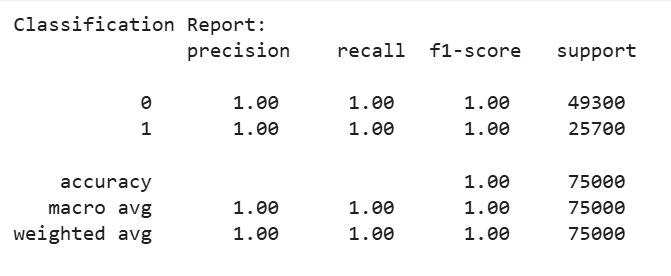 Classification Report:
precision recall f1-score support
0 1.00 1.00 1.00 49300
1 1.00 1.00 1.00 25700
accuracy 1.00 75000
macro avg 1.00 1.00 1.00 75000
weighted avg 1.00 1.00 1.00 75000